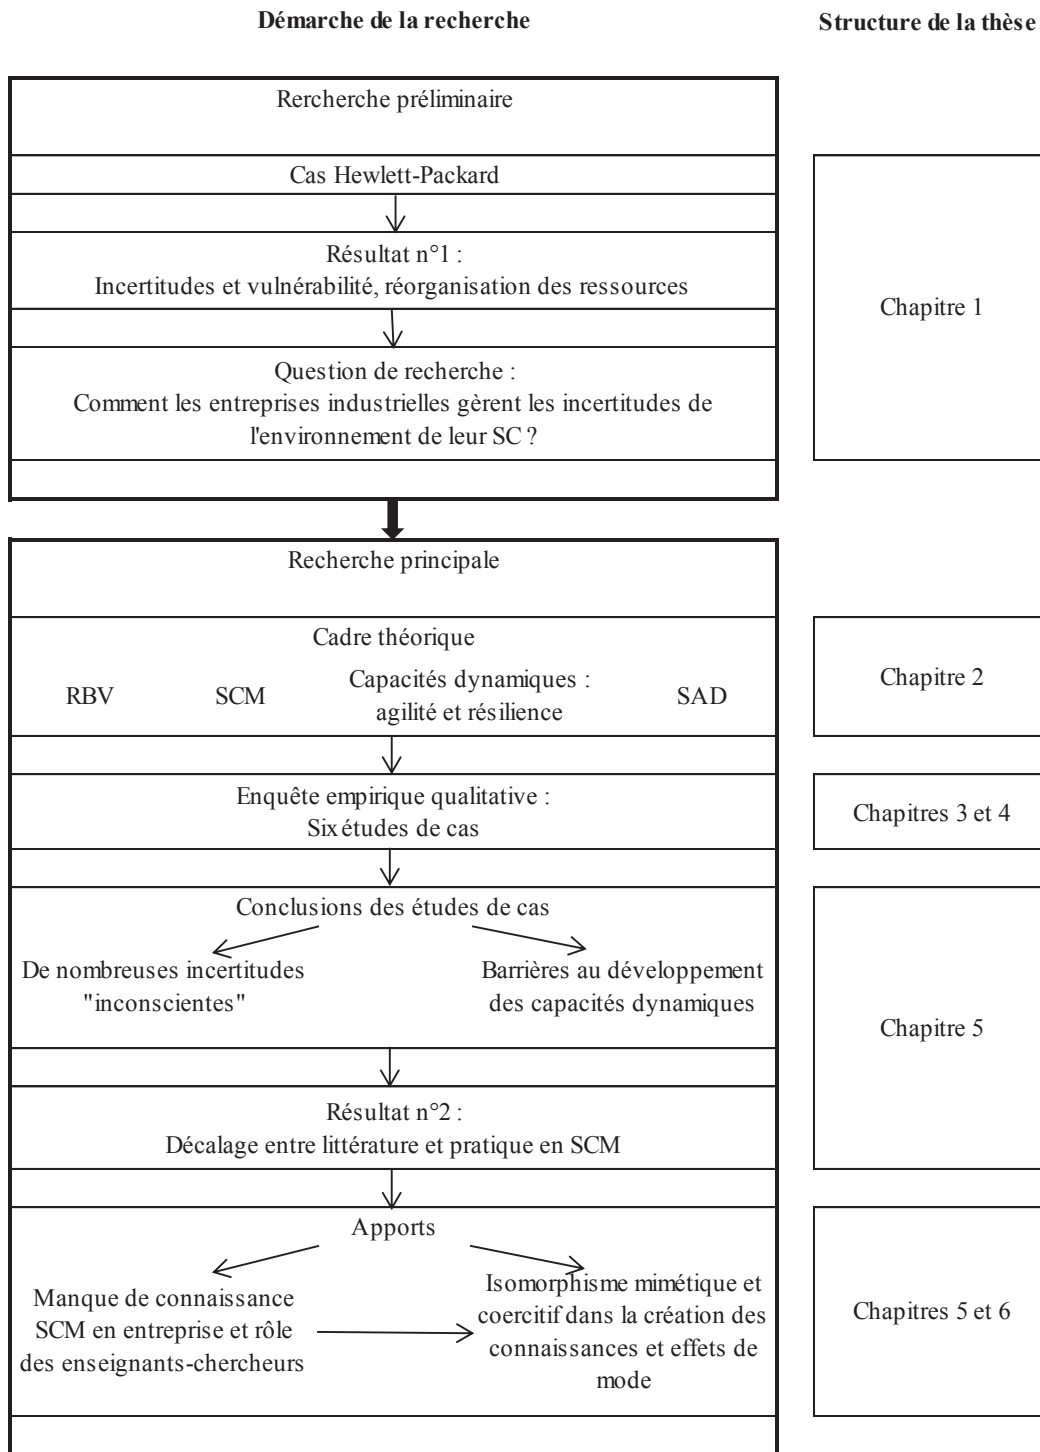 Démarche de la recherche
Structure de la thèse
Rercherche préliminaire
Cas Hewlett-Packard
Résultat n°1 :
Incertitudes et vulnérabilité, réorganisation des ressources
Question de recherche :
Comment les entreprises industrielles gèrent les incertitudes de
l'environnement de leur SC ?
Chapitre 1
Recherche principale
Cadre théorique
RBV
SCM
Capacités dynamiques :
agilité et résilience
SAD
Chapitre 2
Enquête empirique qualitative :
Six études de cas
Chapitres 3 et 4
Conclusions des études de cas
De nombreuses incertitudes
"inconscientes"
Barrières au développement
des capacités dynamiques
Résultat n°2 :
Décalage entre littérature et pratique en SCM
Chapitre 5
Apports
Manque de connaissance
SCM en entreprise et rôle
des enseignants-chercheurs
Isomorphisme mimétique et
coercitif dans la création des
connaissances et effets de
mode
Chapitres 5 et 6